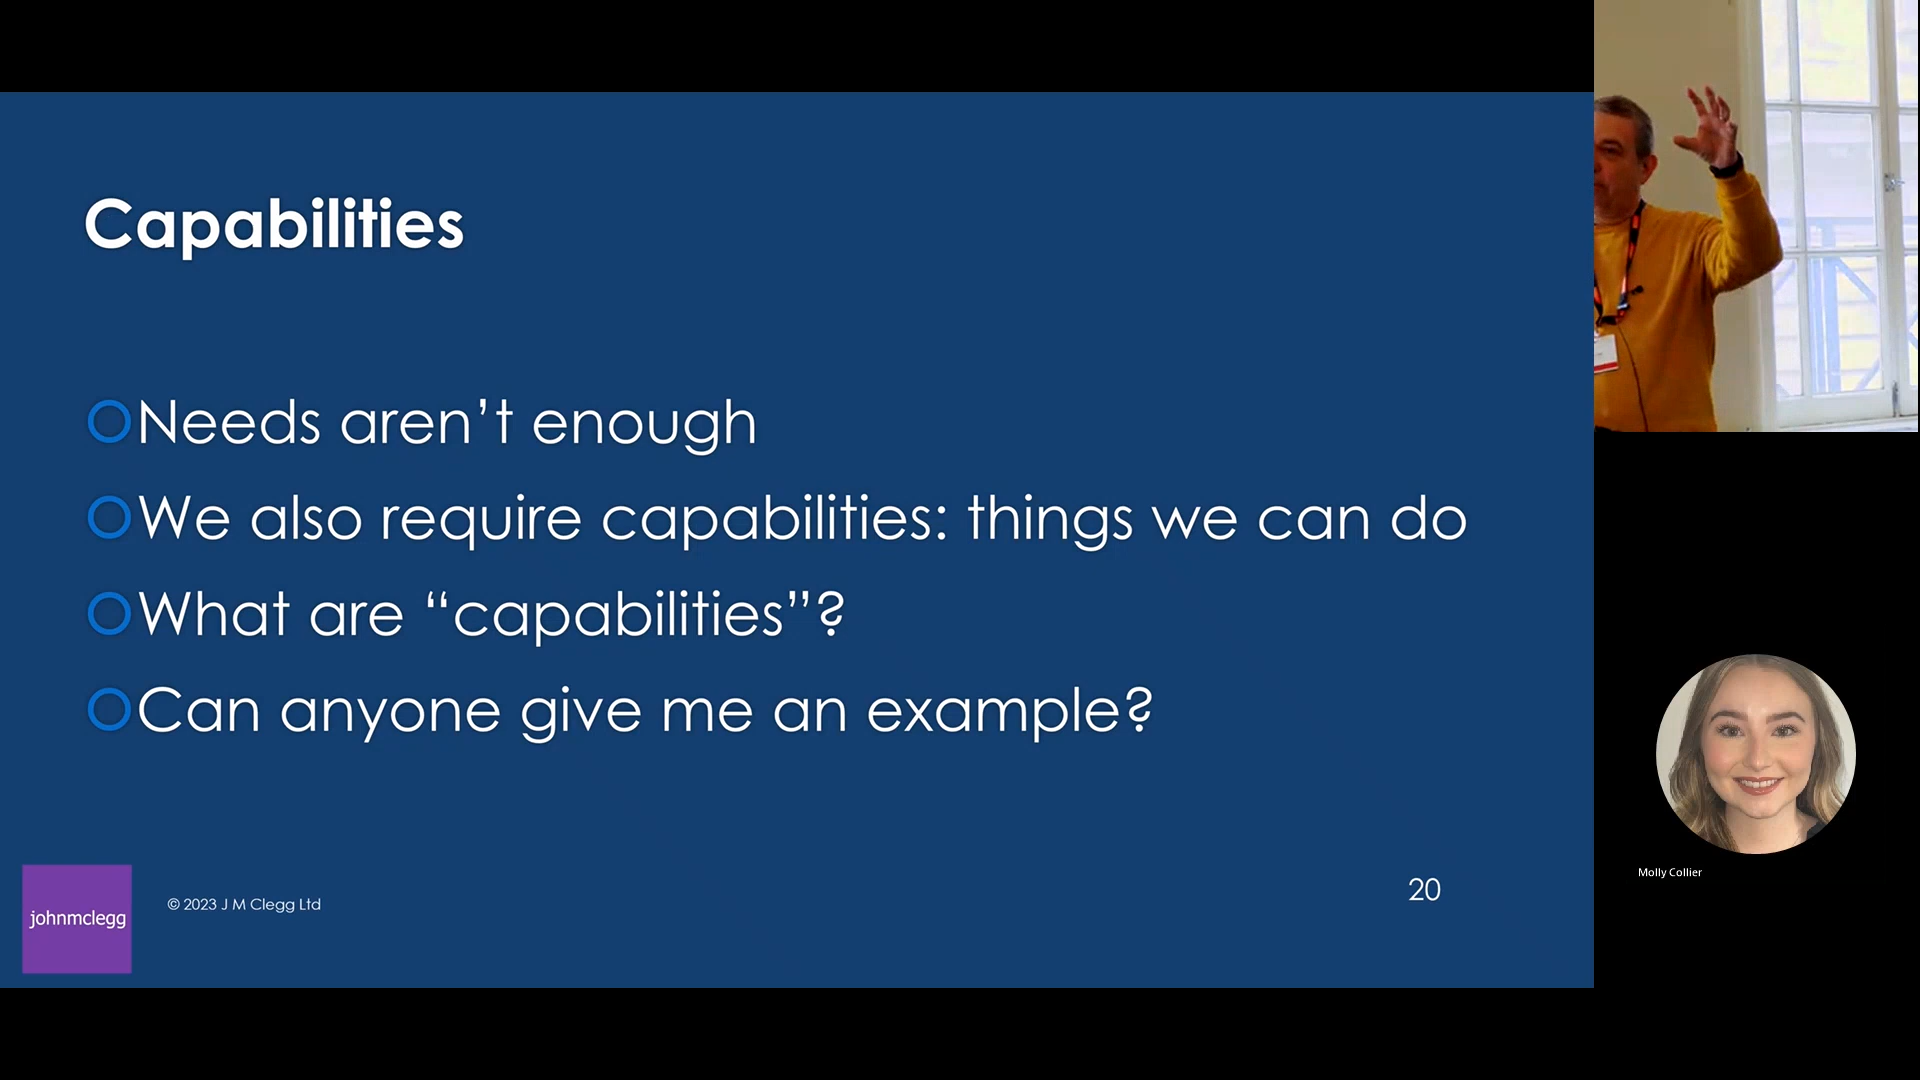 Capabilities
Needs aren’t enough
We also require capabilities: things we can do
What are “capabilities”?
Can anyone give me an example?
johnmclegg
© 2023 J M Clegg Ltd
20
Molly Collier